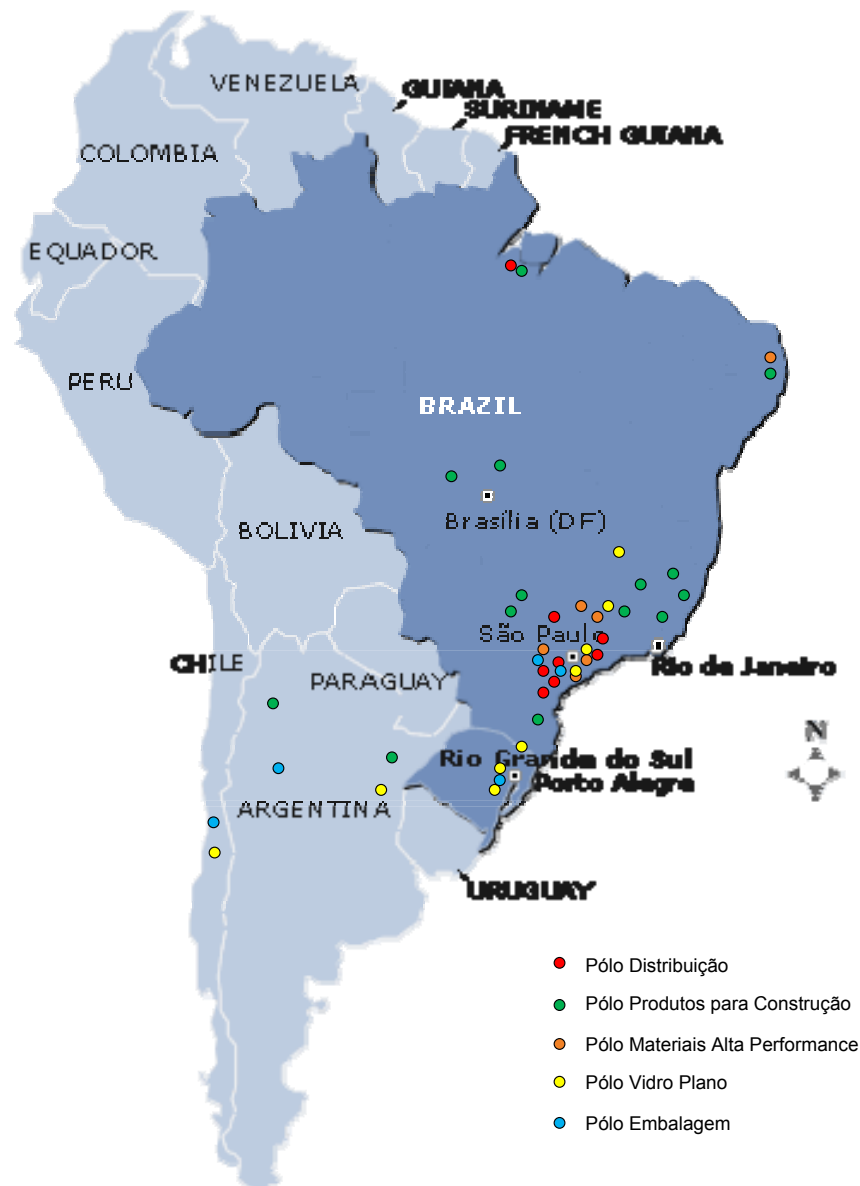 VENEZUELA
GUIANA
SURINAME
FRENCH GUIANA
COLOMBIA
EQUADOR
PERU
BRAZIL
Brasília (DF)
BOLIVIA
São Paulo
Rio de Janeiro
CHILE
PARAGUAY
N
Rio Grande do Sul
Porto Alegre
ARGENTINA
URUGUAY
Pólo Distribuição
Pólo Produtos para Construção
Pólo Materiais Alta Performance
Pólo Vidro Plano
Pólo Embalagem